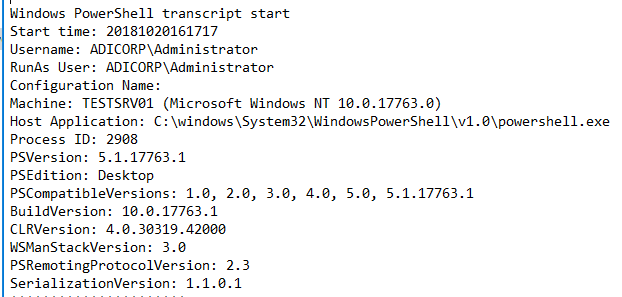 Windows PowerShell transcript start
Start time: 20181020161717
Username: ADICORP\Administrator
RunAs User: ADICORP\Administrator
Configuration Name:
Machine: TESTSRV01 (Microsoft Windows NT 10.0.17763.0)
Host Application: C:\windows\System32\WindowsPowerShell\v1.0\powershell.exe
Process ID: 2908
PSVersion: 5.1.17763.1
PSEdition: Desktop
PSCompatibleVersions: 1.0, 2.0, 3.0, 4.0, 5.0, 5.1.17763.1
BuildVersion: 10.0.17763.1
CLRVersion: 4.0.30319.42000
WSManStackVersion: 3.0
PSRemotingProtocolVersion: 2.3
SerializationVersion: 1.1.0.1